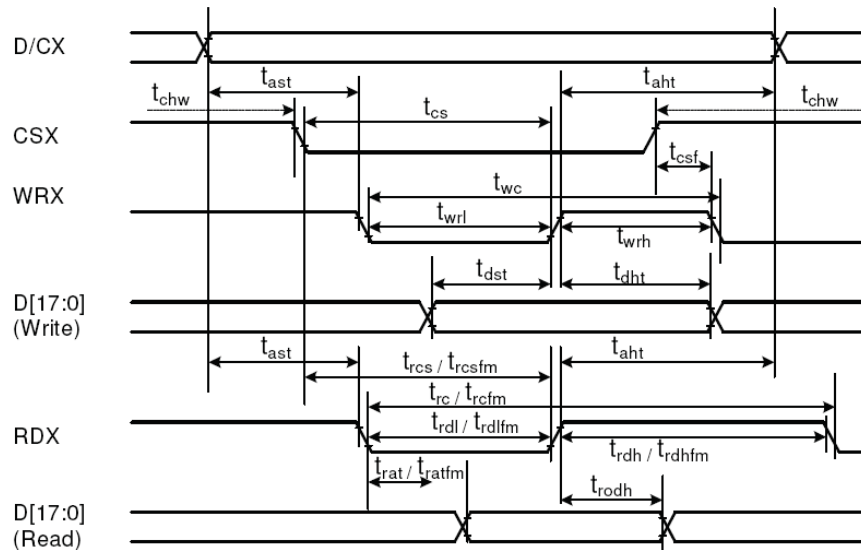 D/CX
t_ast t_aht
t_chw t_chw
t_cs
CSX
t_csf
WRX t_wc
t_wrl t_wrh
t_dst t_dht
D[17:0]
(Write)
t_ast t_rcs / t_rcsfm t_aht
t_rc / t_rcfm
RDX t_rdl / t_rdlfm
t_rdh / t_rdhfm
t_rat / t_ratfm
t_rodh
D[17:0]
(Read)